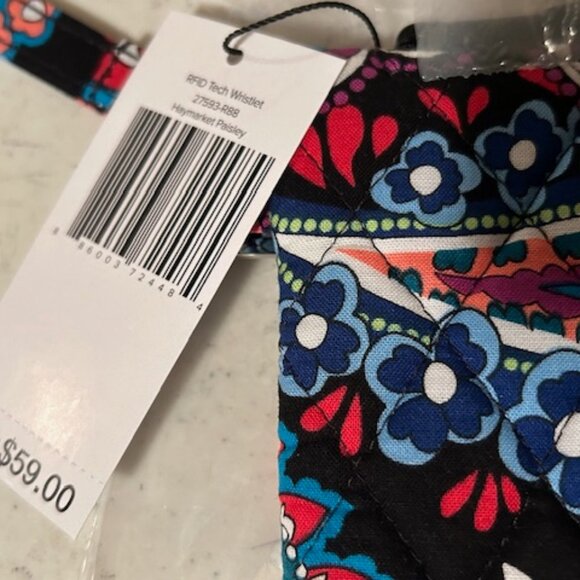 RFID Tech Wristlet
27593-R88
Haymarket Paisley
8 86003 72448 4
$59.00